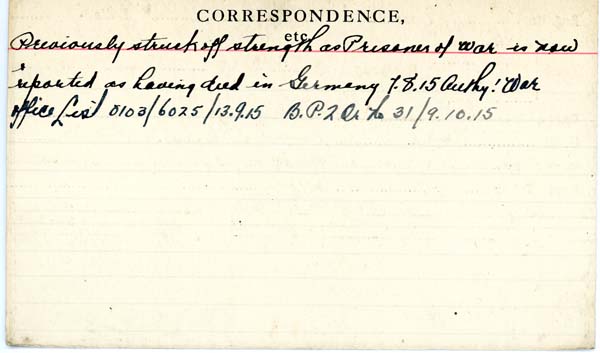 CORRESPONDENCE,
etc
Previously struck off strength as Prisoner of war is now
reported as having died in Germany 7.8.15 Authy: War
office List 0103/6025/13.9.15 B.P.2 Or 31/9.10.15